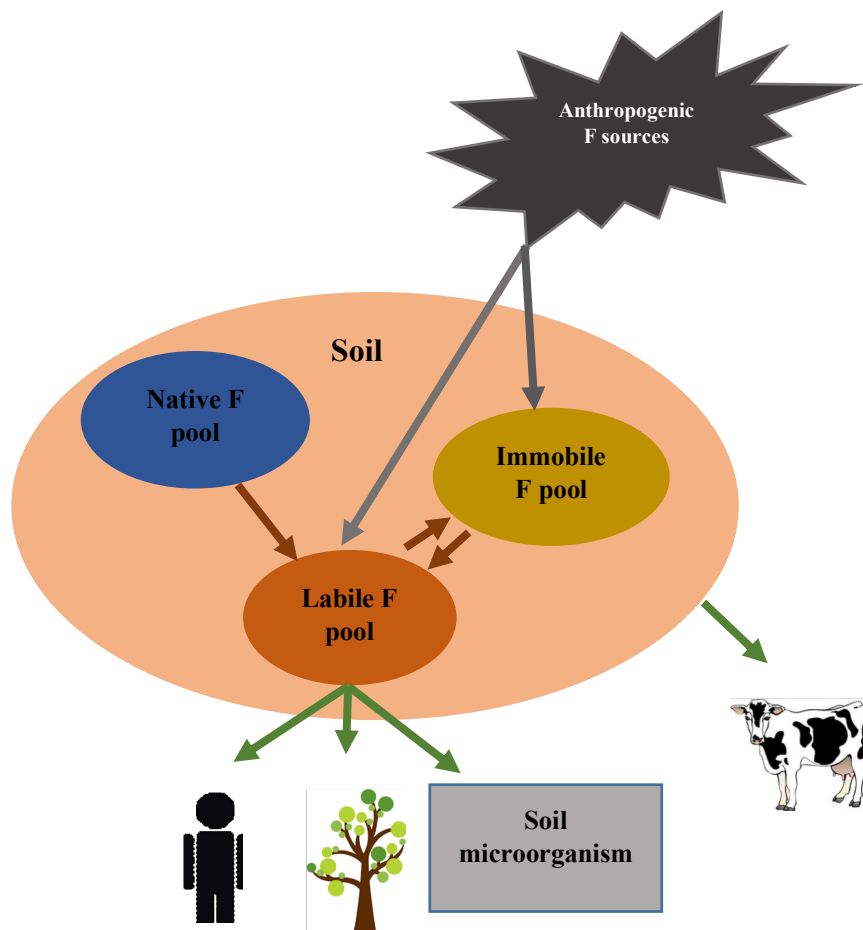 Anthropogenic
F sources
Soil
Native F
pool
Immobile
F pool
Labile F
pool
Soil
microorganism